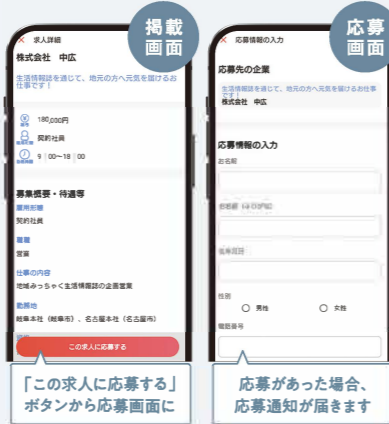 掲載
画面
× 求人詳細
株式会社 中広
生活情報誌を通じて、地元の方へ元気を届けるお
仕事です！
180,000円
契約社員
9：00〜18：00
募集概要・待遇等
雇用形態
契約社員
職種
営業
仕事の内容
地域みっちゃく生活情報誌の企画営業
勤務地
岐阜本社（岐阜市）、名古屋本社（名古屋市）
この求人に応募する
「この求人に応募する」
ボタンから応募画面に
応募
画面
× 応募情報の入力
応募先の企業
生活情報誌を通じて、地元の方へ元気を届けるお仕事
です！
株式会社 中広
応募情報の入力
お名前
お名前
性別
男性 女性
電話番号
応募があった場合、
応募通知が届きます